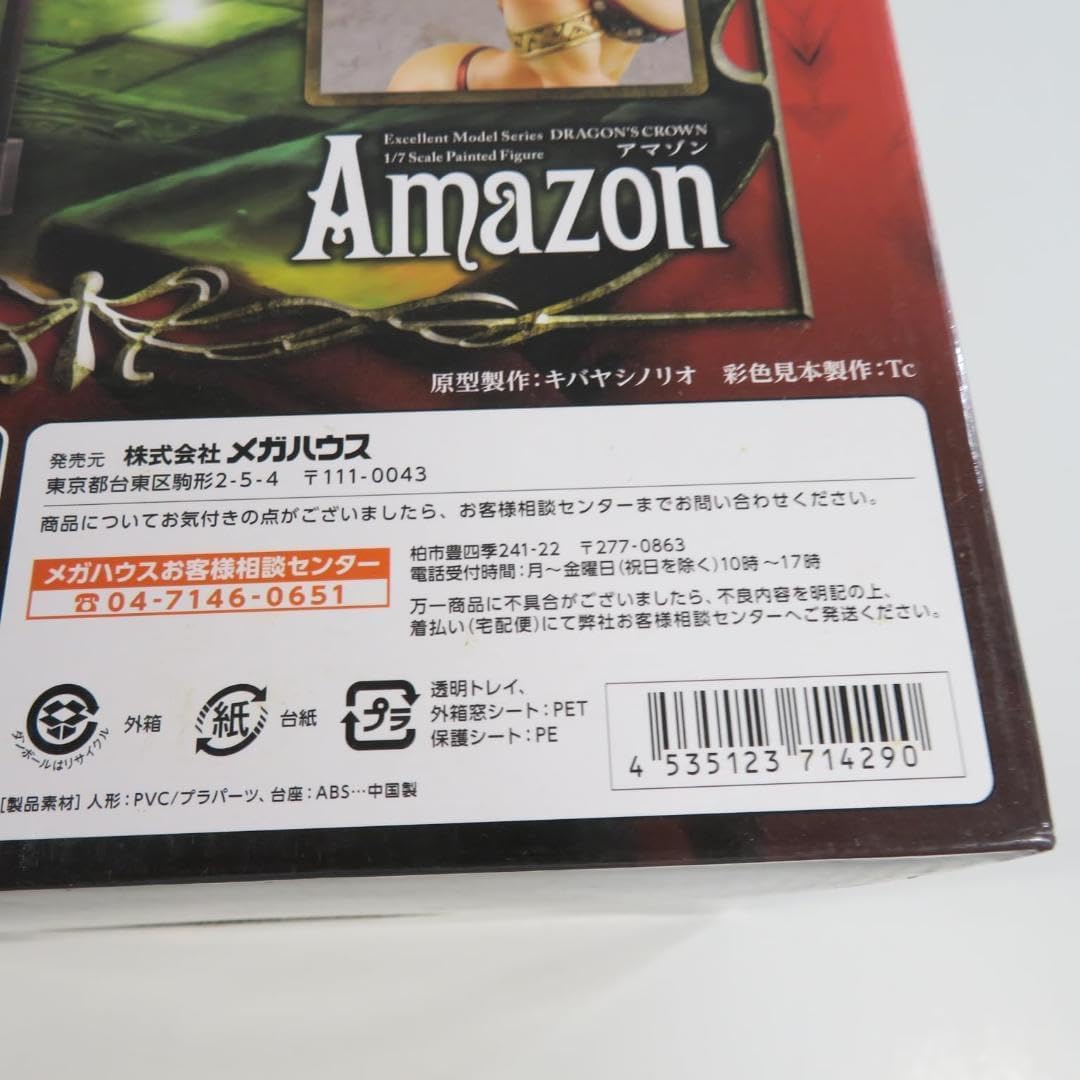 Excellent Model Series DRAGON'S CROWN
1/7 Scale Painted Figure
アマゾン
Amazon
原型製作：キバヤシノリオ　彩色見本製作：Tc
発売元 株式会社 メガハウス
東京都台東区駒形2-5-4 〒111-0043
商品についてお気付きの点がございましたら、お客様相談センターまでお問い合わせください。
メガハウスお客様相談センター
☎04-7146-0651
柏市豊四季241-22 〒277-0863
電話受付時間：月～金曜日(祝日を除く)10時～17時
万一商品に不具合がございましたら、不良内容を明記の上、
着払い(宅配便)にて弊社お客様相談センターへご発送ください。
ダンボールはリサイクル
外箱
紙
台紙
プラ
透明トレイ、
外箱窓シート：PET
保護シート：PE
4 535123 714290
[製品素材] 人形：PVC/プラパーツ、台座：ABS…中国製